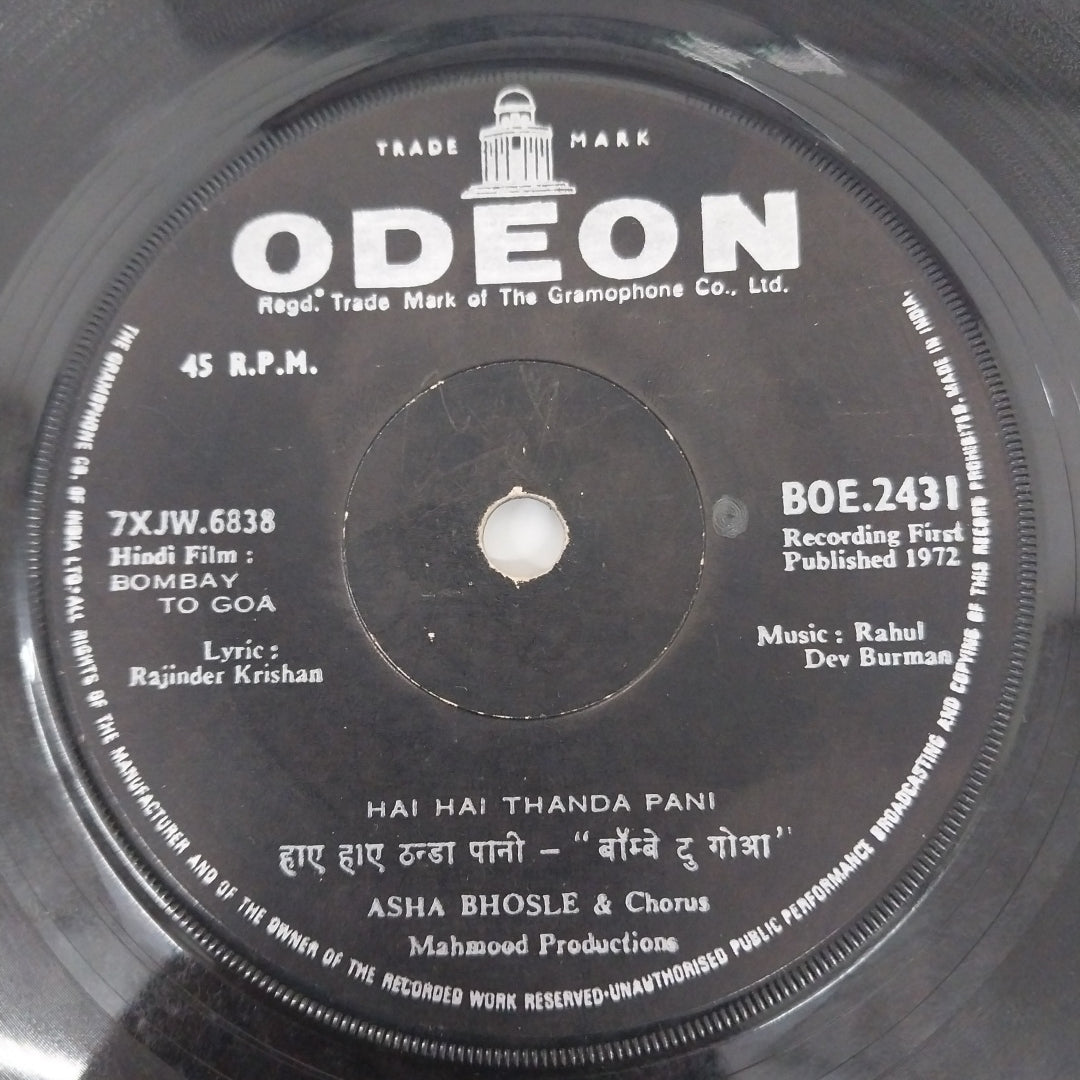 TRADE MARK
ODEON
Regd. Trade Mark of The Gramophone Co., Ltd.
45 R.P.M.
7XJW.6838
Hindi Film :
BOMBAY
TO GOA
Lyric :
Rajinder Krishan
BOE.2431
Recording First
Published 1972
Music : Rahul
Dev Burman
HAI HAI THANDA PANI
हाए हाए ठन्डा पानी – "बॉम्बे टु गोआ"
ASHA BHOSLE & Chorus
Mahmood Productions
THE GRAMOPHONE CO. OF INDIA LTD·ALL RIGHTS OF THE MANUFACTURER AND OF THE OWNER OF THE RECORDED WORK RESERVED·UNAUTHORISED PUBLIC PERFORMANCE BROADCASTING AND COPYING OF THIS RECORD PROHIBITED. MADE IN INDIA